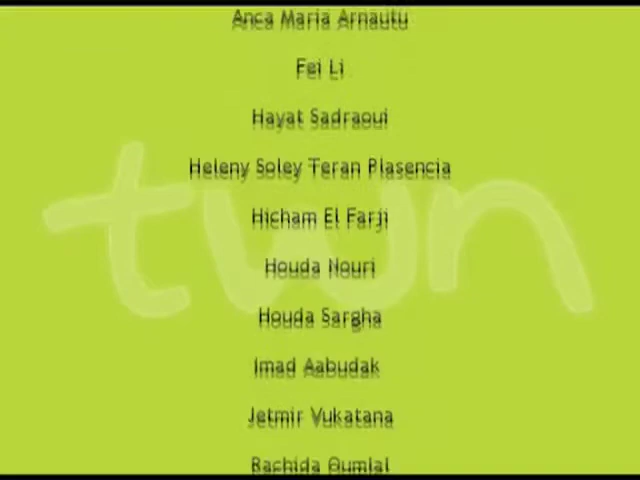 Anca Maria Arnautu
Fei Li
Hayat Sadraoui
Heleny Soley Teran Plasencia
Hicham El Farji
Houda Nouri
Houda Sargha
Imad Aabudak
Jetmir Vukatana
Rachida Oumlal
twn